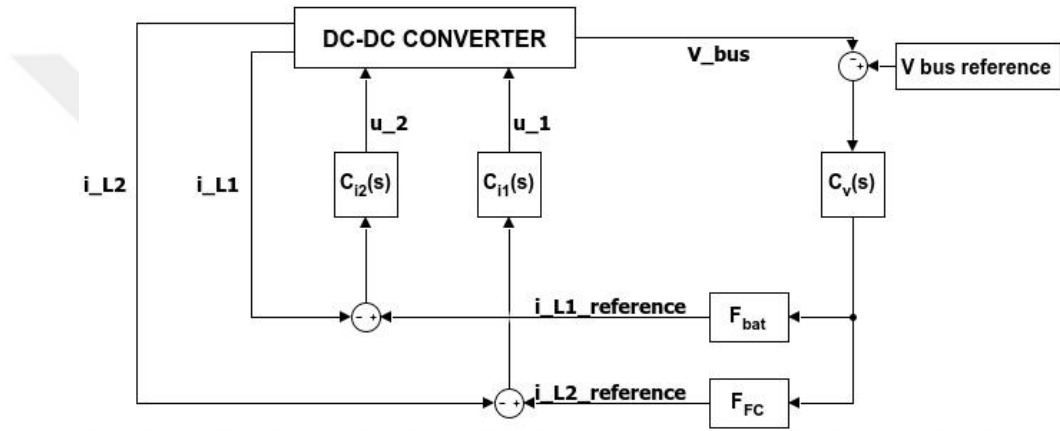 DC-DC CONVERTER
V_bus
V bus reference
u_2
u_1
i_L2
i_L1
C_i2(s)
C_i1(s)
C_v(s)
i_L1_reference
F_bat
i_L2_reference
F_FC
- +
- +
- +